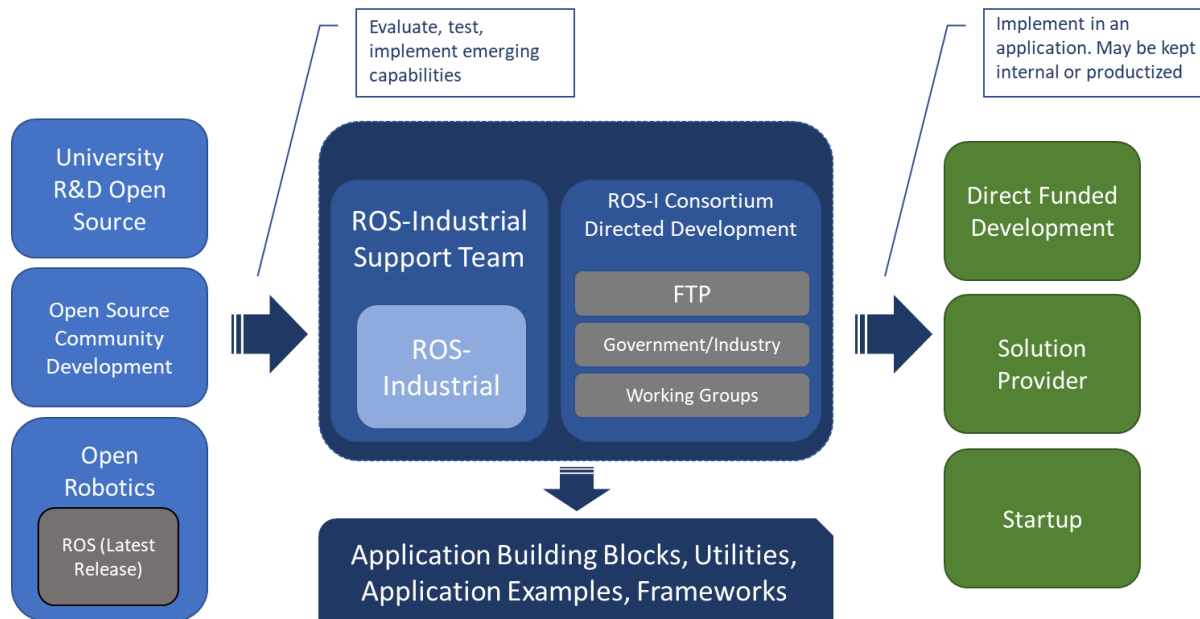 Evaluate, test,
implement emerging
capabilities
Implement in an
application. May be kept
internal or productized
University
R&D Open
Source
Open Source
Community
Development
Open
Robotics
ROS (Latest
Release)
ROS-Industrial
Support Team
ROS-
Industrial
ROS-I Consortium
Directed Development
FTP
Government/Industry
Working Groups
Application Building Blocks, Utilities,
Application Examples, Frameworks
Direct Funded
Development
Solution
Provider
Startup